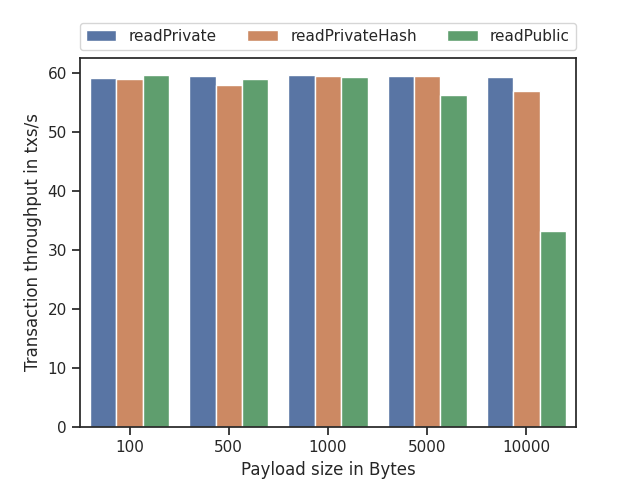 readPrivate readPrivateHash readPublic
Transaction throughput in txs/s
60
50
40
30
20
10
0
100 500 1000 5000 10000
Payload size in Bytes